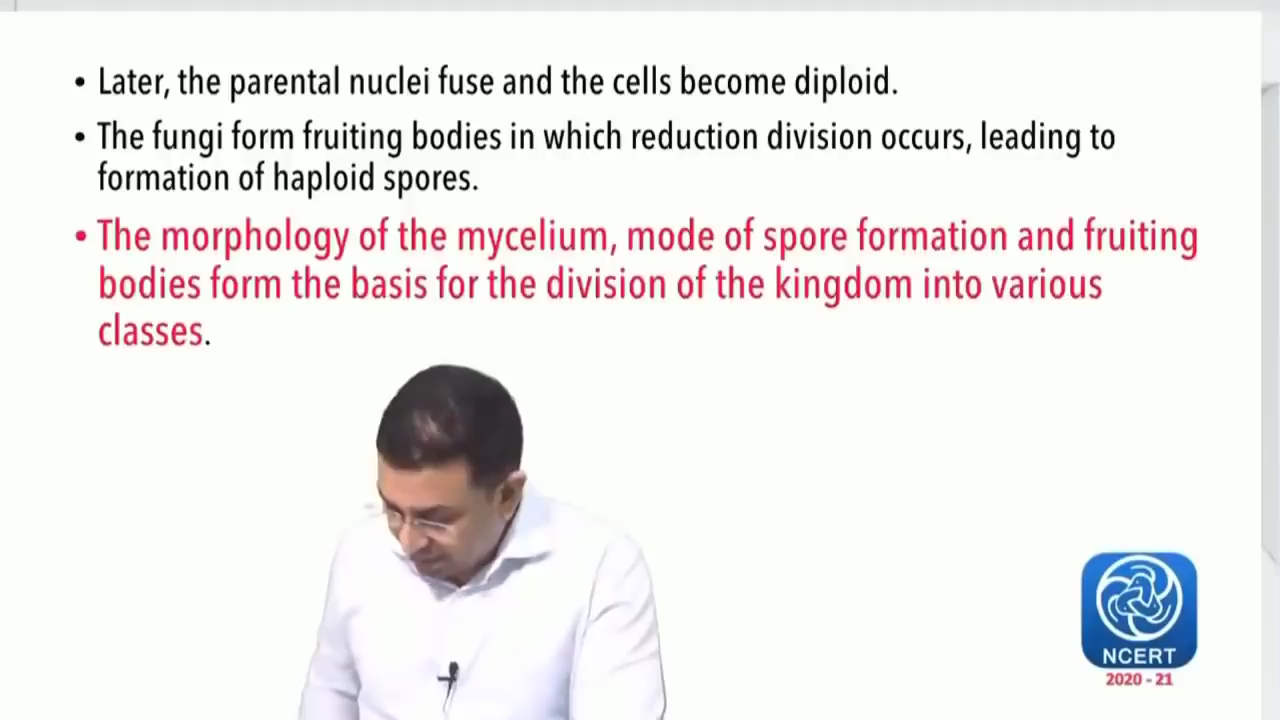 • Later, the parental nuclei fuse and the cells become diploid.
• The fungi form fruiting bodies in which reduction division occurs, leading to
formation of haploid spores.
• The morphology of the mycelium, mode of spore formation and fruiting
bodies form the basis for the division of the kingdom into various
classes.
NCERT
2020 - 21